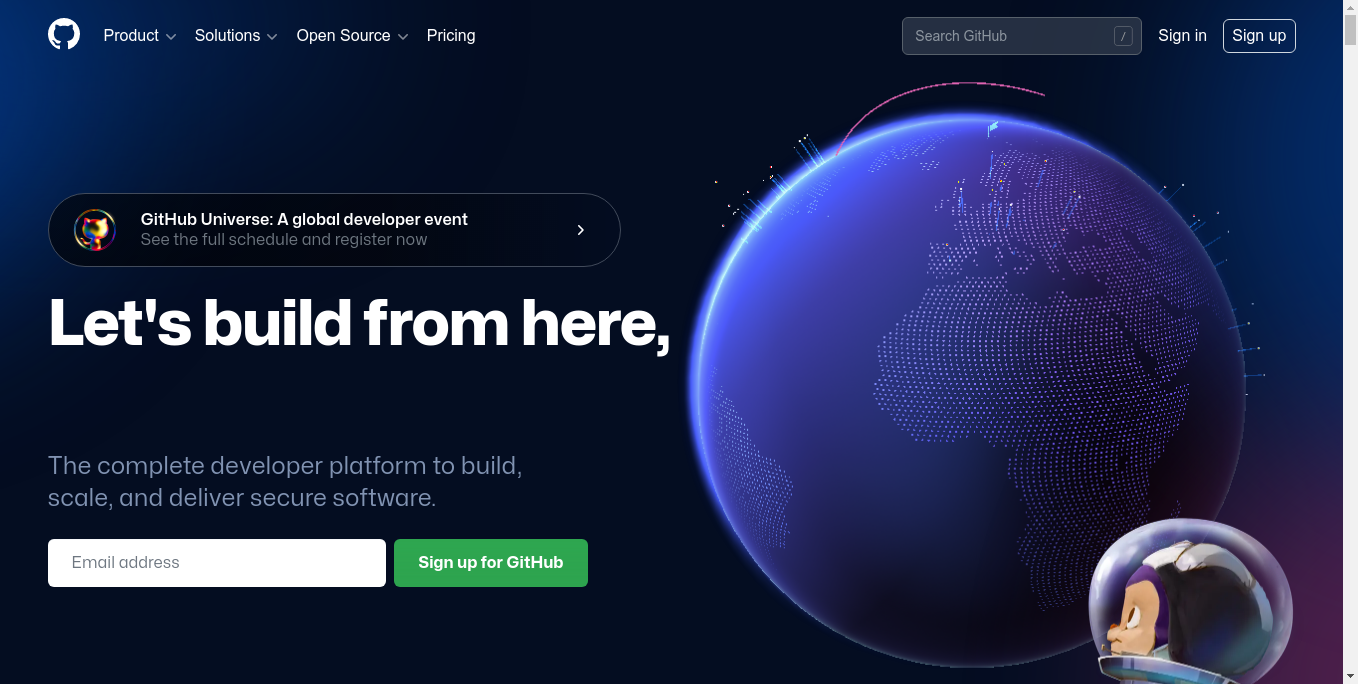 Product Solutions Open Source Pricing Search GitHub / Sign in Sign up
GitHub Universe: A global developer event
See the full schedule and register now
Let's build from here,
The complete developer platform to build,
scale, and deliver secure software.
Email address Sign up for GitHub